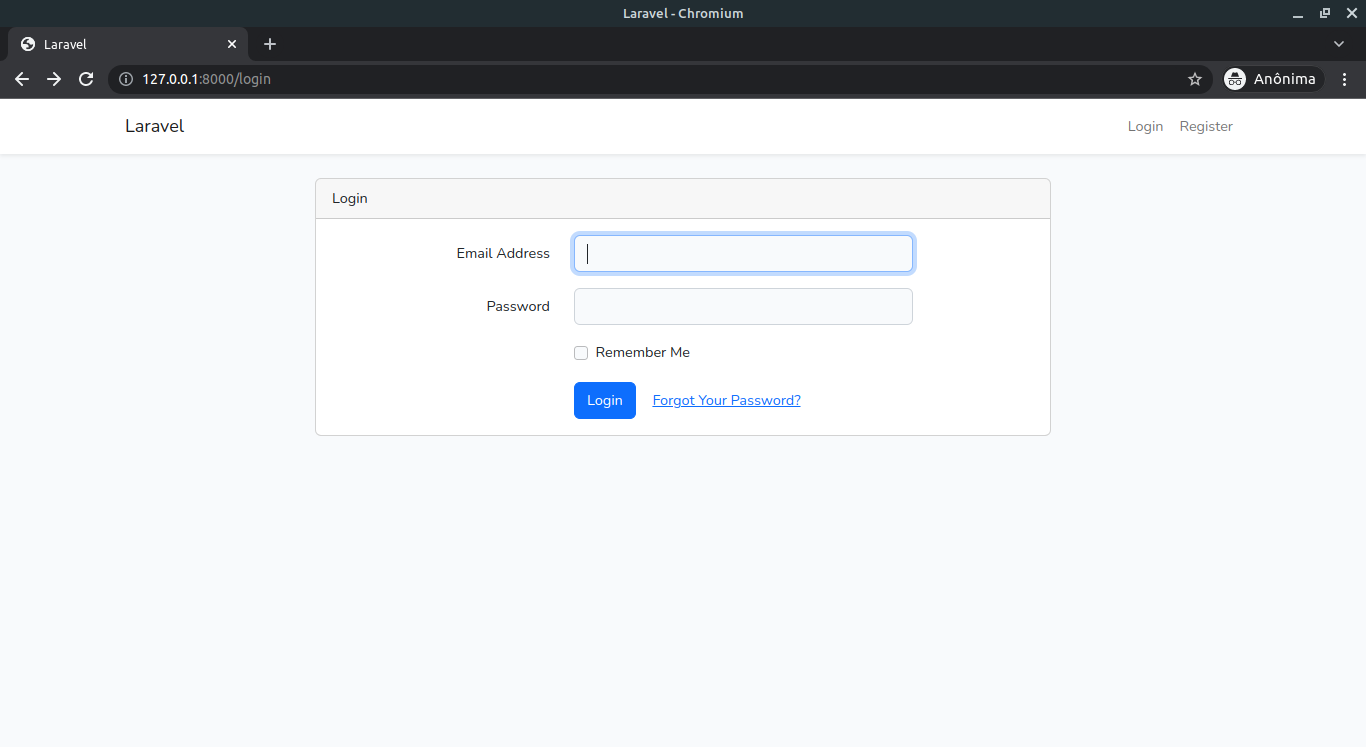 Laravel - Chromium
Laravel
127.0.0.1:8000/login
Anônima
Laravel
Login Register
Login
Email Address
Password
Remember Me
Login Forgot Your Password?